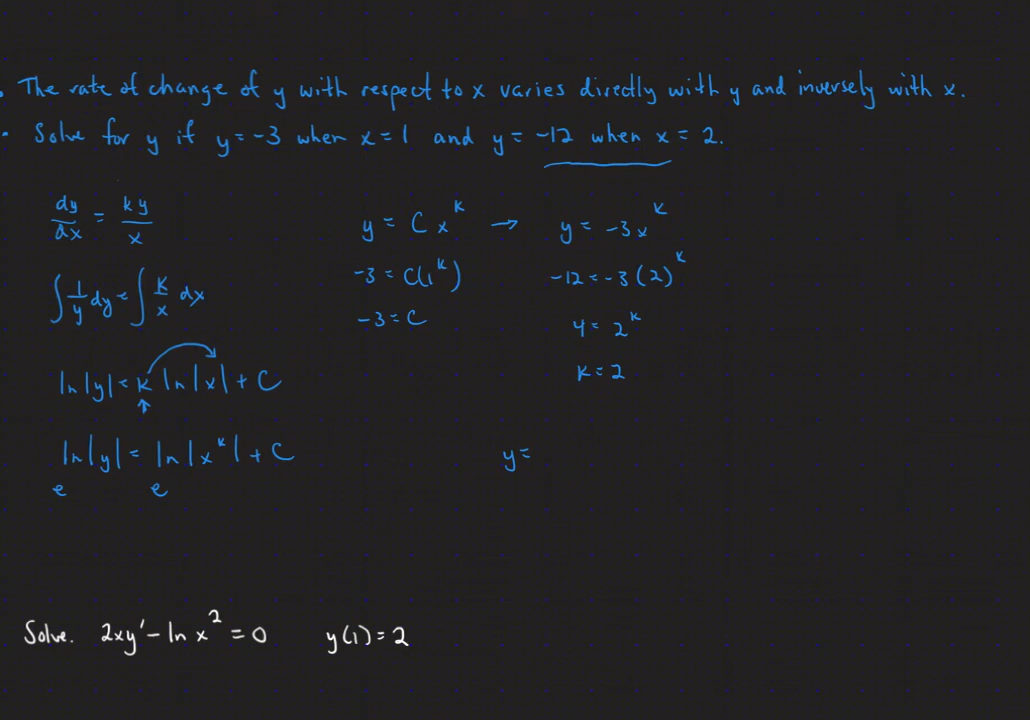 The rate of change of y with respect to x varies directly with y and inversely with x.
Solve for y if y = -3 when x = 1 and y = -12 when x = 2.
dy/dx = ky/x
∫ 1/y dy = ∫ k/x dx
ln|y| = k ln|x| + C
ln|y| = ln|x^k| + C
e e
y = C x^k → y = -3x^k
-3 = C(1^k)
-3 = C
-12 = -3(2)^k
4 = 2^k
k = 2
y =
Solve. 2xy' - ln x^2 = 0 y(1) = 2